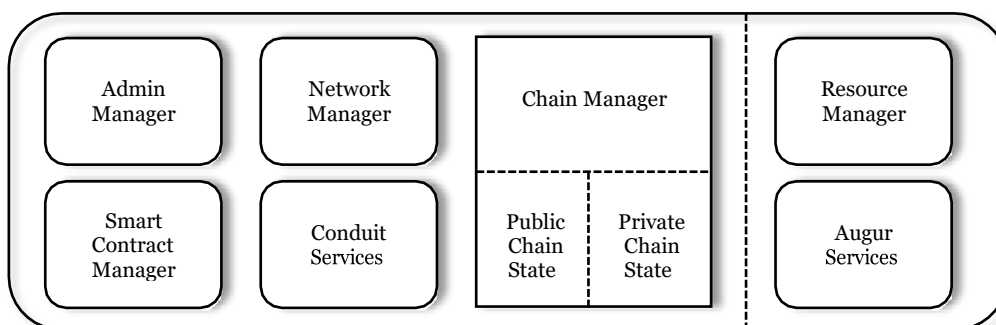 Admin
Manager
Network
Manager
Chain Manager
Resource
Manager
Smart
Contract
Manager
Conduit
Services
Public
Chain
State
Private
Chain
State
Augur
Services